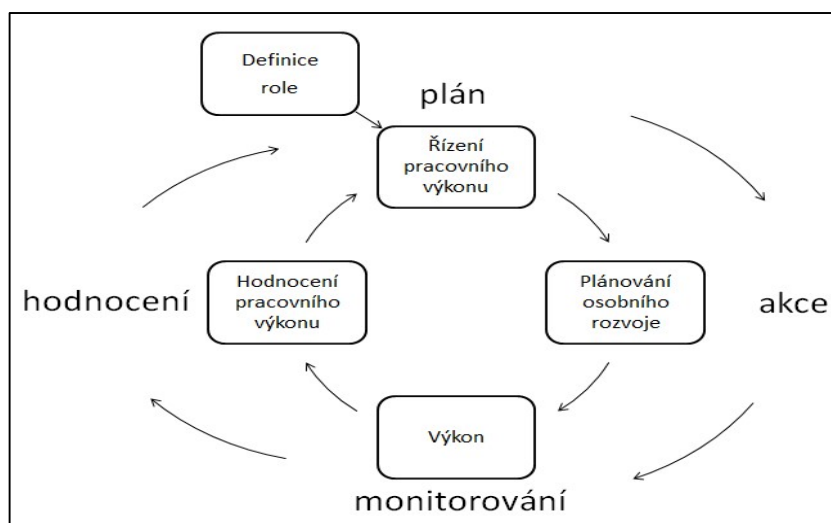 Definice
role
plán
Řízení
pracovního
výkonu
hodnocení
Hodnocení
pracovního
výkonu
Plánování
osobního
rozvoje
akce
Výkon
monitorování